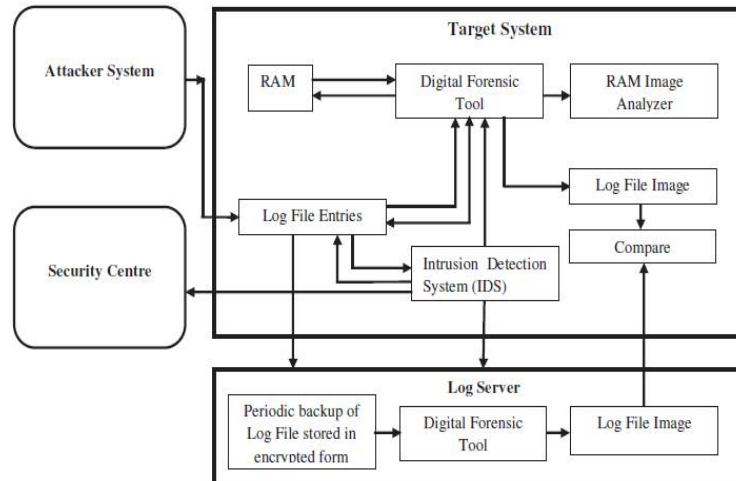 Target System
Attacker System
RAM
Digital Forensic
Tool
RAM Image
Analyzer
Log File Image
Log File Entries
Compare
Security Centre
Intrusion Detection
System (IDS)
Log Server
Periodic backup of
Log File stored in
encrypted form
Digital Forensic
Tool
Log File Image